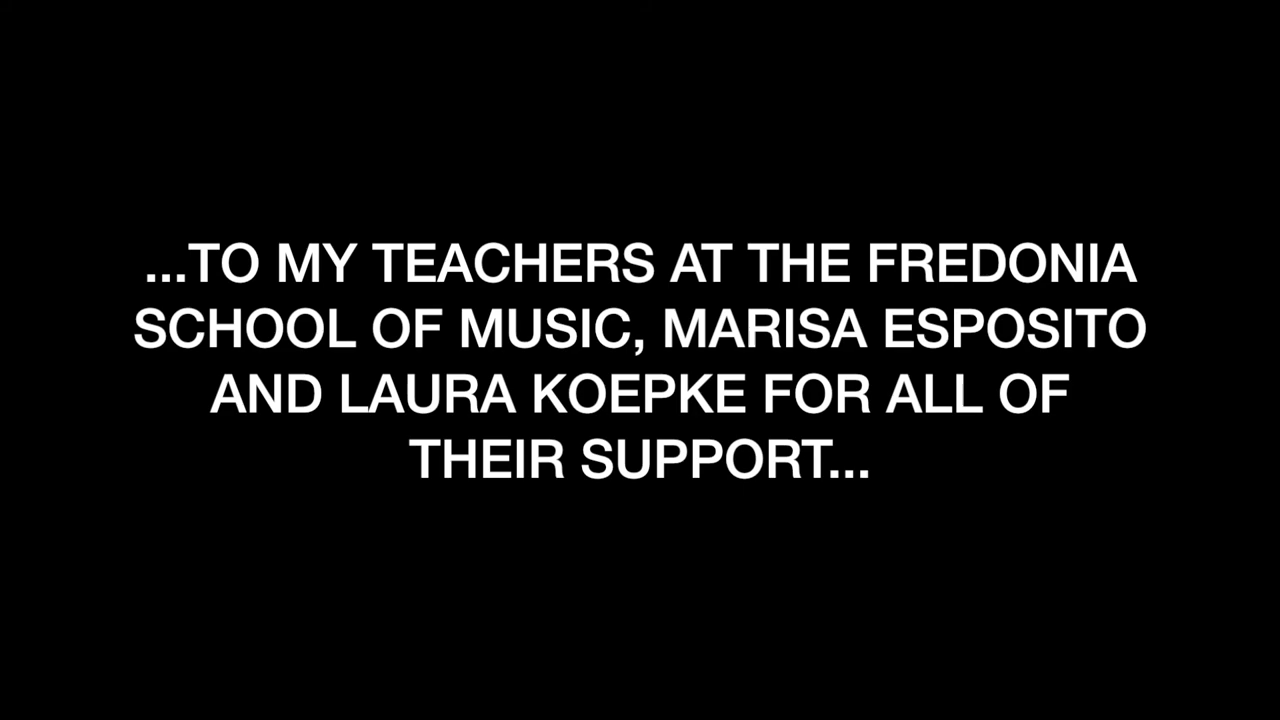 ...TO MY TEACHERS AT THE FREDONIA
SCHOOL OF MUSIC, MARISA ESPOSITO
AND LAURA KOEPKE FOR ALL OF
THEIR SUPPORT...